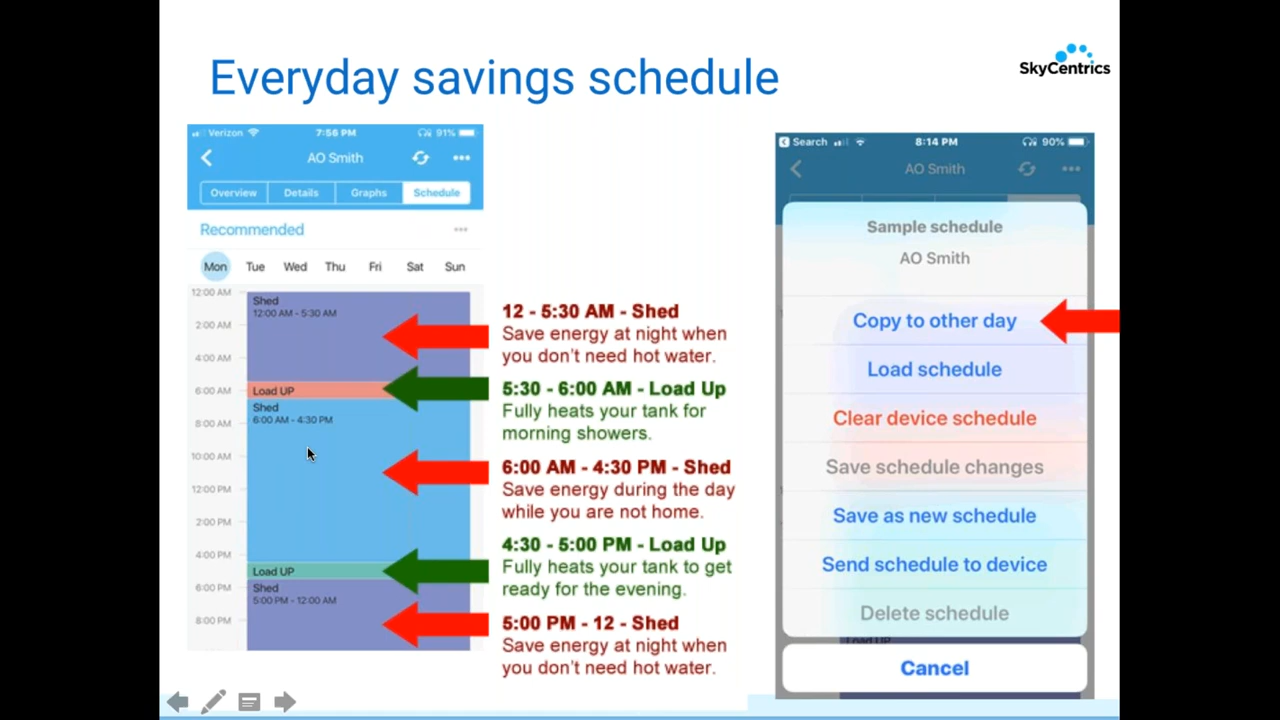 Everyday savings schedule
SkyCentrics
Verizon 7:56 PM 91%
AO Smith
Overview Details Graphs Schedule
Recommended
Mon Tue Wed Thu Fri Sat Sun
12:00 AM
2:00 AM
4:00 AM
6:00 AM
8:00 AM
10:00 AM
12:00 PM
2:00 PM
4:00 PM
6:00 PM
8:00 PM
Shed
12:00 AM - 5:30 AM
Load UP
Shed
6:00 AM - 4:30 PM
Load UP
Shed
5:00 PM - 12:00 AM
12 - 5:30 AM - Shed
Save energy at night when
you don't need hot water.
5:30 - 6:00 AM - Load Up
Fully heats your tank for
morning showers.
6:00 AM - 4:30 PM - Shed
Save energy during the day
while you are not home.
4:30 - 5:00 PM - Load Up
Fully heats your tank to get
ready for the evening.
5:00 PM - 12 - Shed
Save energy at night when
you don't need hot water.
Search 8:14 PM 90%
AO Smith
Sample schedule
AO Smith
Copy to other day
Load schedule
Clear device schedule
Save schedule changes
Save as new schedule
Send schedule to device
Delete schedule
Load UP
Cancel